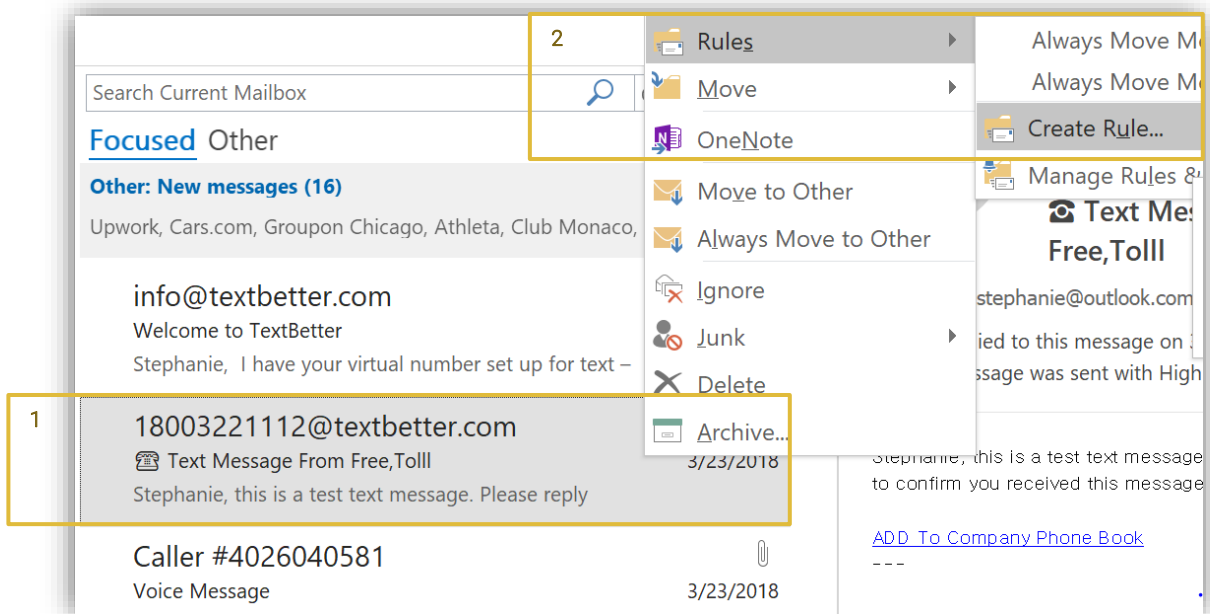 2
Rules
Move
OneNote
Move to Other
Always Move to Other
Ignore
Junk
Delete
Archive...
Always Move M
Always Move M
Create Rule...
Manage Rules &
Search Current Mailbox
Focused Other
Other: New messages (16)
Upwork, Cars.com, Groupon Chicago, Athleta, Club Monaco,
info@textbetter.com
Welcome to TextBetter
Stephanie, I have your virtual number set up for text –
1
18003221112@textbetter.com
Text Message From Free,Tolll
3/23/2018
Stephanie, this is a test text message. Please reply
Caller #4026040581
Voice Message
3/23/2018
Text Mes
Free,Tolll
stephanie@outlook.com
ied to this message on
ssage was sent with High
Stephanie, this is a test text message
to confirm you received this message
ADD To Company Phone Book
---